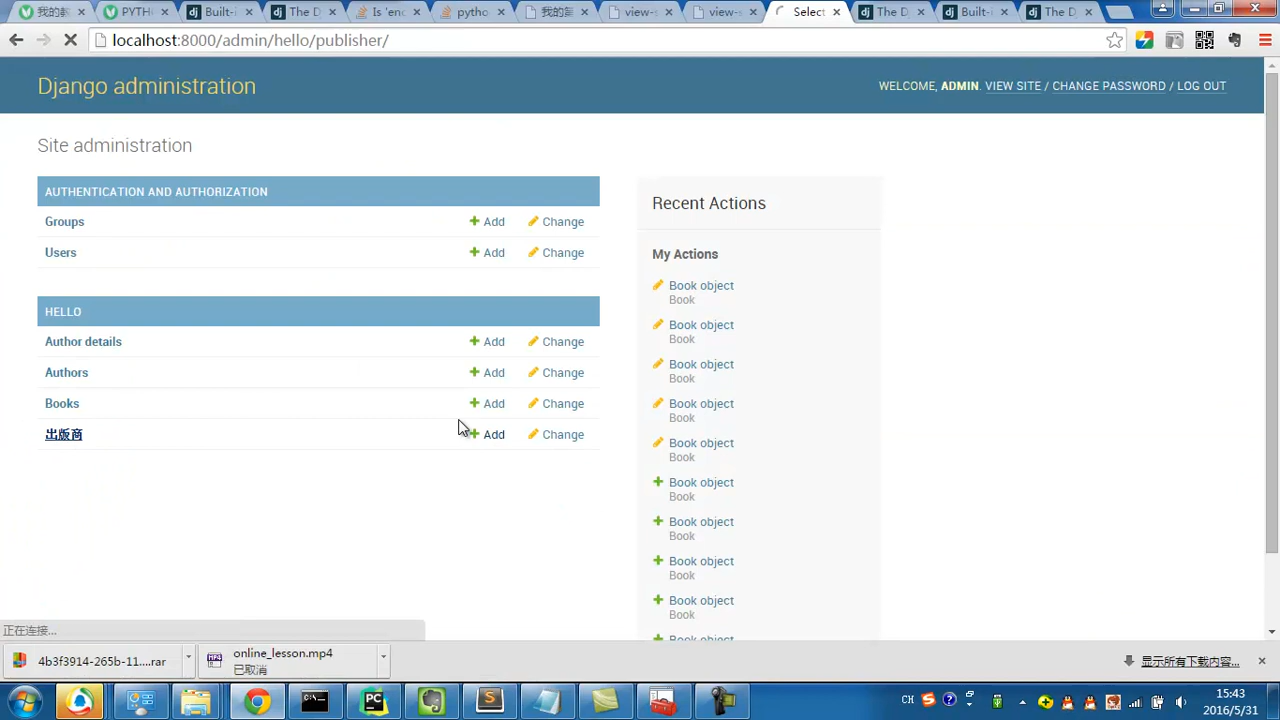 我的
PYTH
Built-i
The D
Is 'enc
python
我的
view-s
view-s
Select
The D
Built-i
The D
localhost:8000/admin/hello/publisher/
Django administration
WELCOME, ADMIN. VIEW SITE / CHANGE PASSWORD / LOG OUT
Site administration
AUTHENTICATION AND AUTHORIZATION
Groups Add Change
Users Add Change
HELLO
Author details Add Change
Authors Add Change
Books Add Change
出版商 Add Change
Recent Actions
My Actions
Book object
Book
Book object
Book
Book object
Book
Book object
Book
Book object
Book
Book object
Book
Book object
Book
Book object
Book
Book object
Book
Book object
正在连接...
4b3f3914-265b-11....rar
online_lesson.mp4
已取消
显示所有下载内容...
CH
15:43
2016/5/31